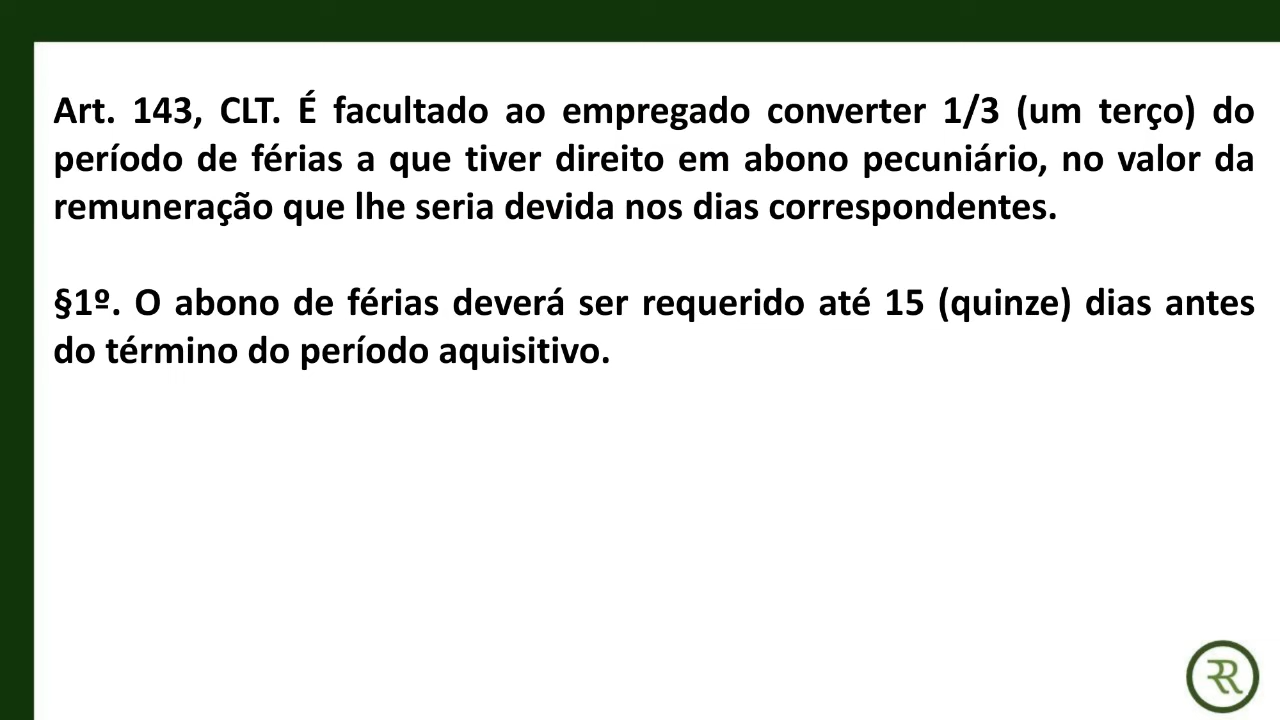 Art. 143, CLT. É facultado ao empregado converter 1/3 (um terço) do
período de férias a que tiver direito em abono pecuniário, no valor da
remuneração que lhe seria devida nos dias correspondentes.
§1º. O abono de férias deverá ser requerido até 15 (quinze) dias antes
do término do período aquisitivo.
RR